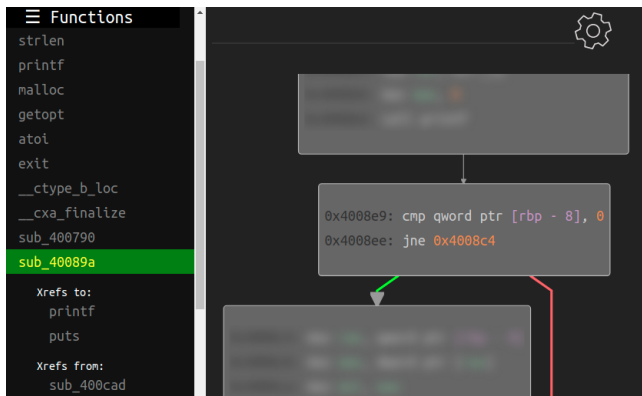 ☰ Functions
strlen
printf
malloc
getopt
atoi
exit
__ctype_b_loc
__cxa_finalize
sub_400790
sub_40089a
Xrefs to:
printf
puts
Xrefs from:
sub_400cad
0x4008e9: cmp qword ptr [rbp - 8], 0
0x4008ee: jne 0x4008c4